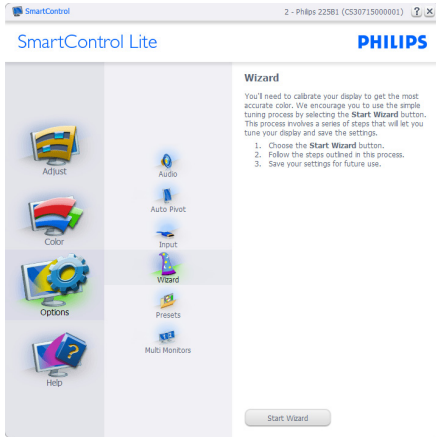 SmartControl
2 - Philips 225B1 (CS30715000001)
SmartControl Lite
PHILIPS
Adjust
Color
Options
Help
Audio
Auto Pivot
Input
Wizard
Presets
Multi Monitors
Wizard
You'll need to calibrate your display to get the most
accurate color. We encourage you to use the simple
tuning process by selecting the Start Wizard button.
This process involves a series of steps that will let you
tune your display and save the settings.
1. Choose the Start Wizard button.
2. Follow the steps outlined in this process.
3. Save your settings for future use.
Start Wizard